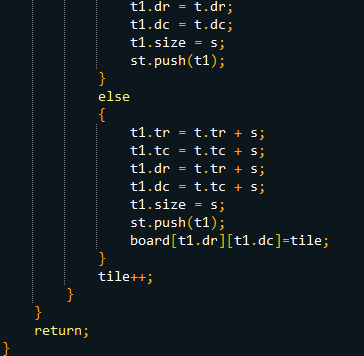 t1.dr = t.dr;
t1.dc = t.dc;
t1.size = s;
st.push(t1);
}
else
{
t1.tr = t.tr + s;
t1.tc = t.tc + s;
t1.dr = t.tr + s;
t1.dc = t.tc + s;
t1.size = s;
st.push(t1);
board[t1.dr][t1.dc]=tile;
}
tile++;
}
}
return;
}